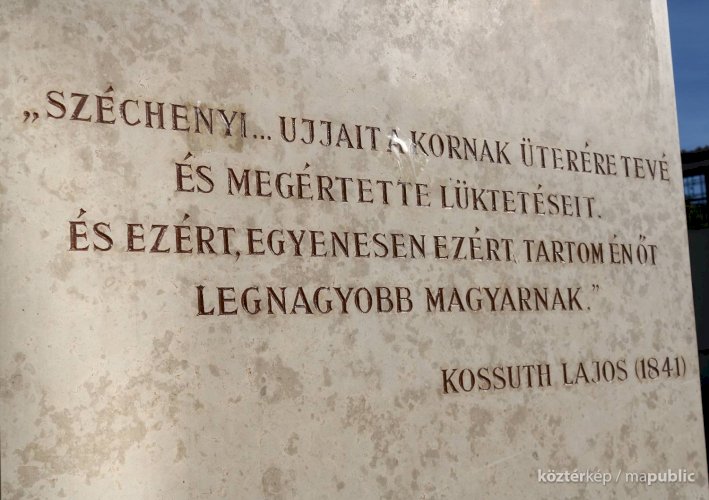 „SZÉCHENYI... UJJAIT A KORNAK ÜTERÉRE TEVÉ
ÉS MEGÉRTETTE LÜKTETÉSEIT.
ÉS EZÉRT, EGYENESEN EZÉRT, TARTOM ÉN ŐT
LEGNAGYOBB MAGYARNAK.”
KOSSUTH LAJOS (1841)
köztérkép / mapublic